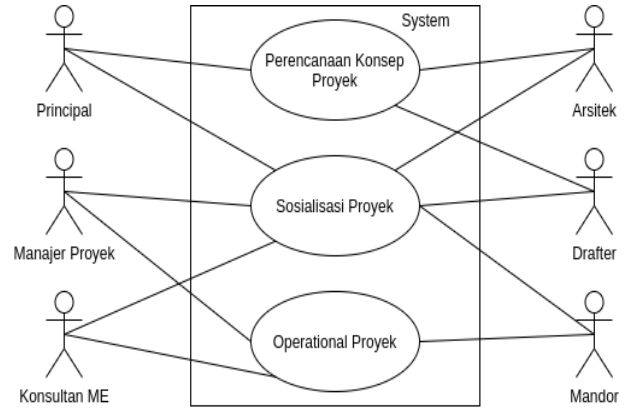 System
Perencanaan Konsep
Proyek
Principal
Arsitek
Sosialisasi Proyek
Manajer Proyek
Drafter
Operational Proyek
Konsultan ME
Mandor